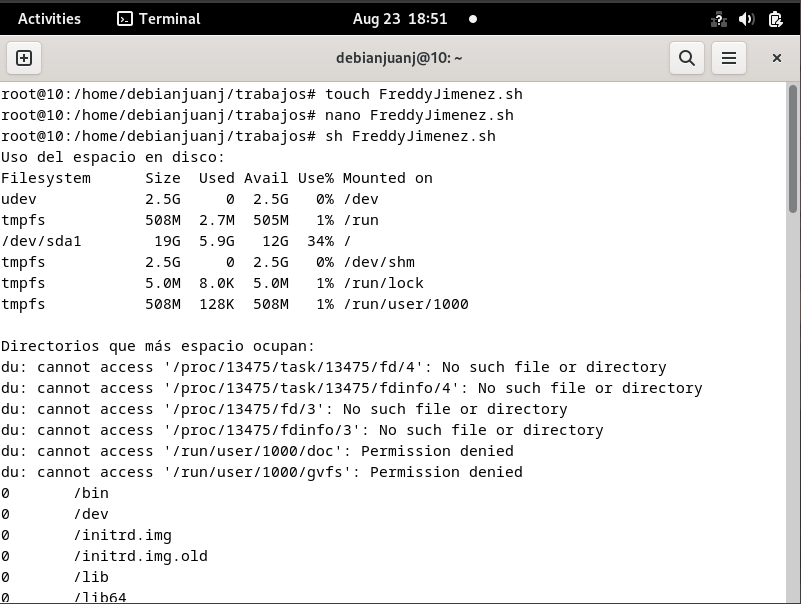 Activities Terminal Aug 23 18:51
debianjuanj@10: ~
root@10:/home/debianjuanj/trabajos# touch FreddyJimenez.sh
root@10:/home/debianjuanj/trabajos# nano FreddyJimenez.sh
root@10:/home/debianjuanj/trabajos# sh FreddyJimenez.sh
Uso del espacio en disco:
Filesystem      Size  Used Avail Use% Mounted on
udev            2.5G     0  2.5G   0% /dev
tmpfs           508M  2.7M  505M   1% /run
/dev/sda1        19G  5.9G   12G  34% /
tmpfs           2.5G     0  2.5G   0% /dev/shm
tmpfs           5.0M  8.0K  5.0M   1% /run/lock
tmpfs           508M  128K  508M   1% /run/user/1000
Directorios que más espacio ocupan:
du: cannot access '/proc/13475/task/13475/fd/4': No such file or directory
du: cannot access '/proc/13475/task/13475/fdinfo/4': No such file or directory
du: cannot access '/proc/13475/fd/3': No such file or directory
du: cannot access '/proc/13475/fdinfo/3': No such file or directory
du: cannot access '/run/user/1000/doc': Permission denied
du: cannot access '/run/user/1000/gvfs': Permission denied
0       /bin
0       /dev
0       /initrd.img
0       /initrd.img.old
0       /lib
0       /lib64